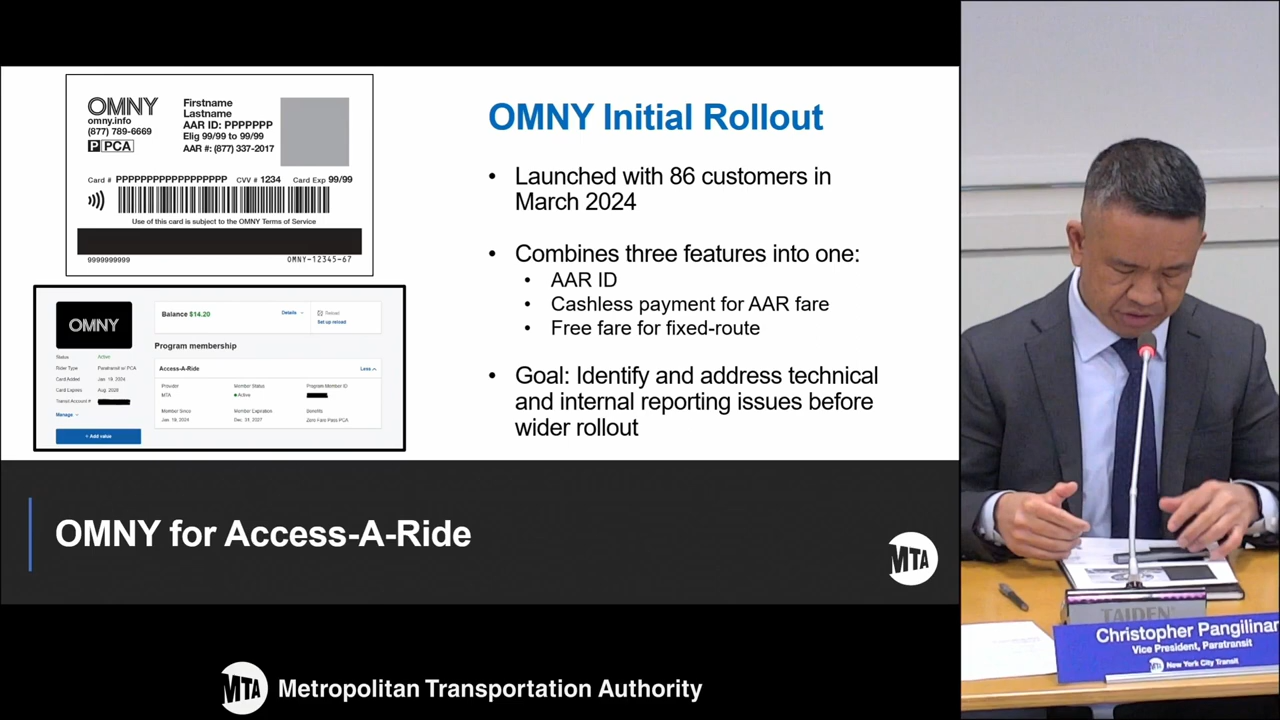 OMNY
omny.info
(877) 789-6669
P PCA
Firstname
Lastname
AAR ID: PPPPPPP
Elig 99/99 to 99/99
AAR #: (877) 337-2017
Card # PPPPPPPPPPPPPPPPPP CVV # 1234 Card Exp 99/99
Use of this card is subject to the OMNY Terms of Service
9999999999 OMNY-12345-67
OMNY
Status Active
Rider Type Paratransit w/ PCA
Card Added Jan. 19, 2024
Card Expires Aug. 2028
Transit Account #
Manage
+ Add value
Balance $14.20
Details
Reload
Set up reload
Program membership
Access-A-Ride
Less
Provider Member Status Program Member ID
MTA Active
Member Since Member Expiration Benefits
Jan. 19, 2024 Dec. 31, 2027 Zero Fare Pass PCA
OMNY Initial Rollout
• Launched with 86 customers in
March 2024
• Combines three features into one:
• AAR ID
• Cashless payment for AAR fare
• Free fare for fixed-route
• Goal: Identify and address technical
and internal reporting issues before
wider rollout
OMNY for Access-A-Ride
MTA
MTA Metropolitan Transportation Authority
TAIDEN
Christopher Pangilinan
Vice President, Paratransit
MTA New York City Transit